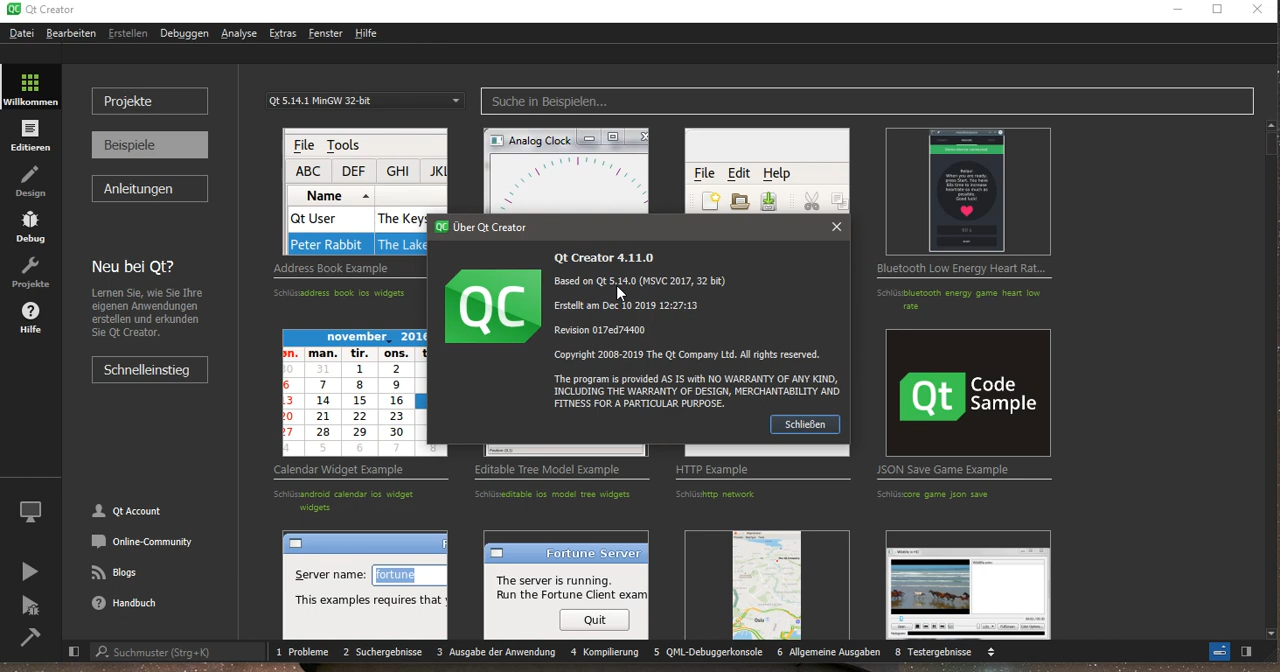 Qt Creator
Datei Bearbeiten Erstellen Debuggen Analyse Extras Fenster Hilfe
Willkommen
Editieren
Design
Debug
Projekte
Hilfe
Projekte
Beispiele
Anleitungen
Neu bei Qt?
Lernen Sie, wie Sie Ihre
eigenen Anwendungen
erstellen und erkunden
Sie Qt Creator.
Schnelleinstieg
Qt Account
Online-Community
Blogs
Handbuch
Qt 5.14.1 MinGW 32-bit
Suche in Beispielen...
File Tools
ABC DEF GHI JKL
Name
Qt User The Keys
Peter Rabbit The Lake
Address Book Example
Schlüs:address book ios widgets
Analog Clock
File Edit Help
Bluetooth Low Energy Heart Rat...
Schlüs:bluetooth energy game heart low
rate
QC Über Qt Creator
QC
Qt Creator 4.11.0
Based on Qt 5.14.0 (MSVC 2017, 32 bit)
Erstellt am Dec 10 2019 12:27:13
Revision 017ed74400
Copyright 2008-2019 The Qt Company Ltd. All rights reserved.
The program is provided AS IS with NO WARRANTY OF ANY KIND,
INCLUDING THE WARRANTY OF DESIGN, MERCHANTABILITY AND
FITNESS FOR A PARTICULAR PURPOSE.
Schließen
november 2016
man. tir. ons.
31 1 2
7 8 9
14 15 16
21 22 23
28 29 30
5 6 7 8
Calendar Widget Example
Schlüs:android calendar ios widget
widgets
Editable Tree Model Example
Schlüs:editable ios model tree widgets
HTTP Example
Schlüs:http network
Qt Code
Sample
JSON Save Game Example
Schlüs:core game json save
Server name: fortune
This examples requires that
Fortune Server
The server is running.
Run the Fortune Client exam
Quit
Suchmuster (Strg+K)
1 Probleme 2 Suchergebnisse 3 Ausgabe der Anwendung 4 Kompilierung 5 QML-Debuggerkonsole 6 Allgemeine Ausgaben 8 Testergebnisse